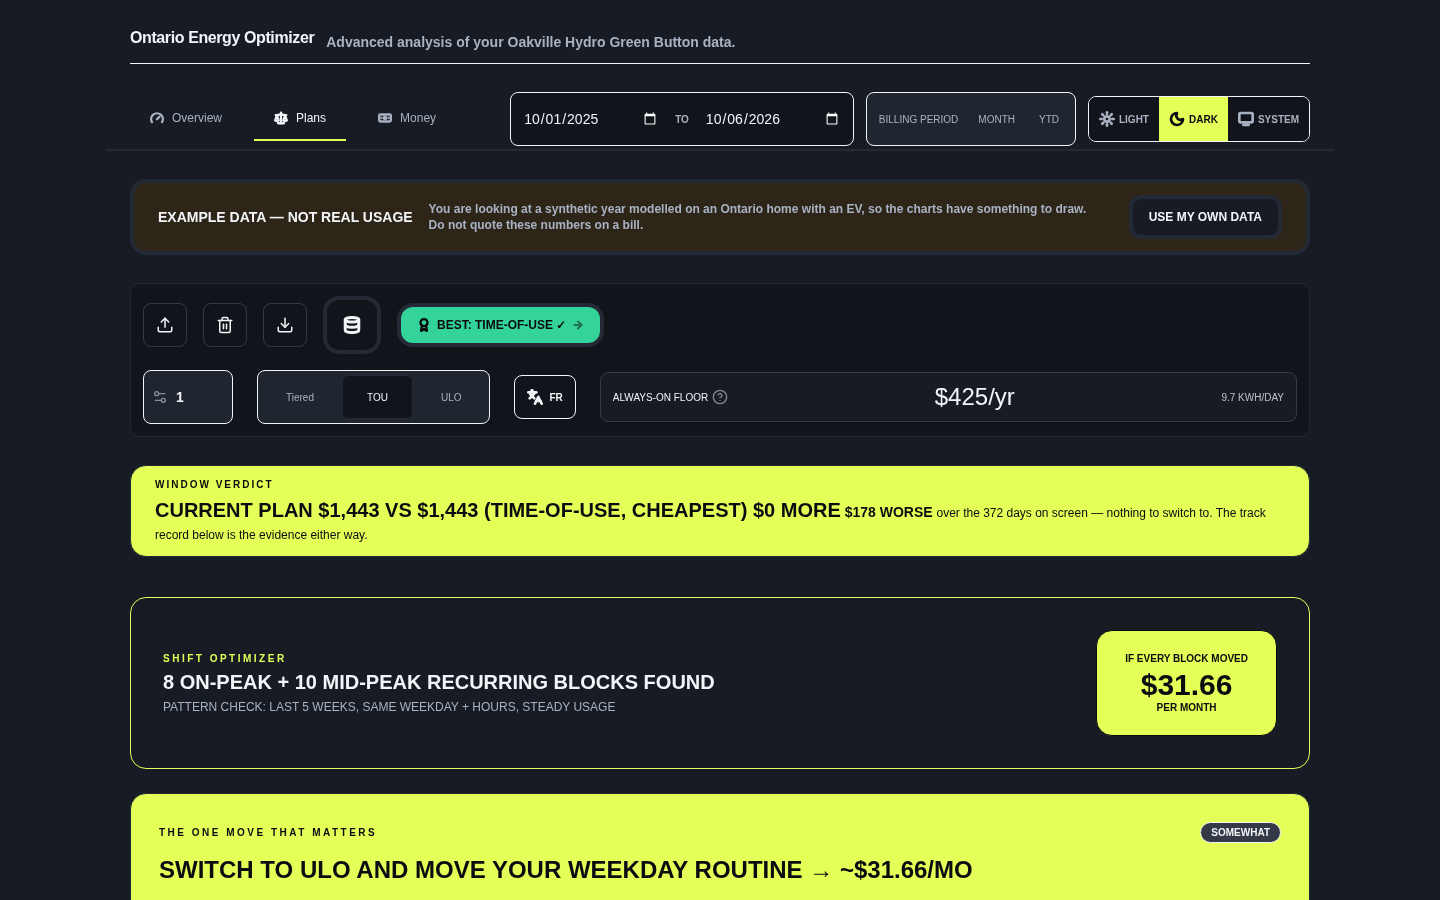 Ontario Energy Optimizer Advanced analysis of your Oakville Hydro Green Button data.
Overview Plans Money 10/01/2025 TO 10/06/2026 BILLING PERIOD MONTH YTD LIGHT DARK SYSTEM
EXAMPLE DATA — NOT REAL USAGE
You are looking at a synthetic year modelled on an Ontario home with an EV, so the charts have something to draw.
Do not quote these numbers on a bill.
USE MY OWN DATA
BEST: TIME-OF-USE ✓ →
1 Tiered TOU ULO FR ALWAYS-ON FLOOR ? $425/yr 9.7 KWH/DAY
WINDOW VERDICT
CURRENT PLAN $1,443 VS $1,443 (TIME-OF-USE, CHEAPEST) $0 MORE $178 WORSE over the 372 days on screen — nothing to switch to. The track
record below is the evidence either way.
SHIFT OPTIMIZER
8 ON-PEAK + 10 MID-PEAK RECURRING BLOCKS FOUND
PATTERN CHECK: LAST 5 WEEKS, SAME WEEKDAY + HOURS, STEADY USAGE
IF EVERY BLOCK MOVED
$31.66
PER MONTH
THE ONE MOVE THAT MATTERS
SOMEWHAT
SWITCH TO ULO AND MOVE YOUR WEEKDAY ROUTINE → ~$31.66/MO